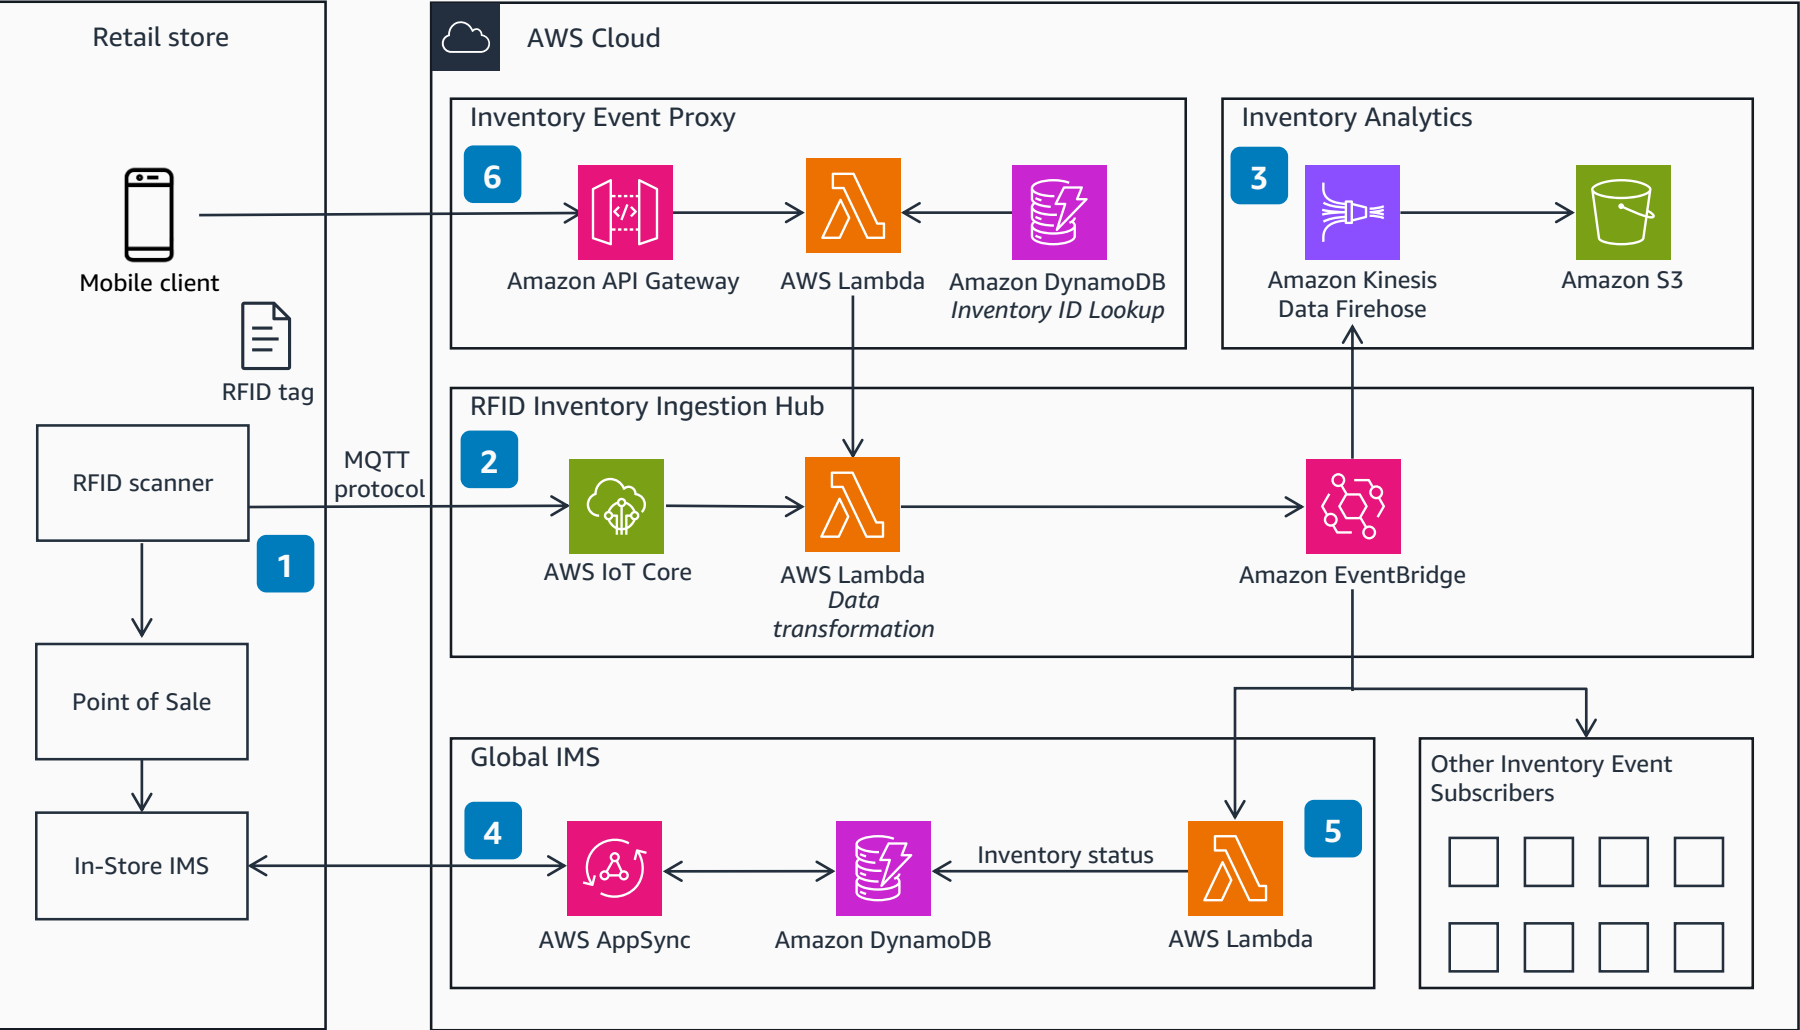 Retail store
AWS Cloud
Inventory Event Proxy
Inventory Analytics
6
3
Mobile client
Amazon API Gateway
AWS Lambda
Amazon DynamoDB
Inventory ID Lookup
Amazon Kinesis
Data Firehose
Amazon S3
RFID tag
RFID Inventory Ingestion Hub
RFID scanner
MQTT
protocol
2
1
AWS IoT Core
AWS Lambda
Data
transformation
Amazon EventBridge
Point of Sale
In-Store IMS
Global IMS
4
5
Inventory status
AWS AppSync
Amazon DynamoDB
AWS Lambda
Other Inventory Event
Subscribers